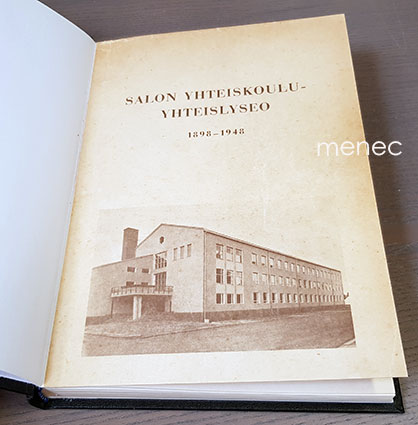 SALON YHTEISKOULU-
YHTEISLYSEO
1898–1948
menec